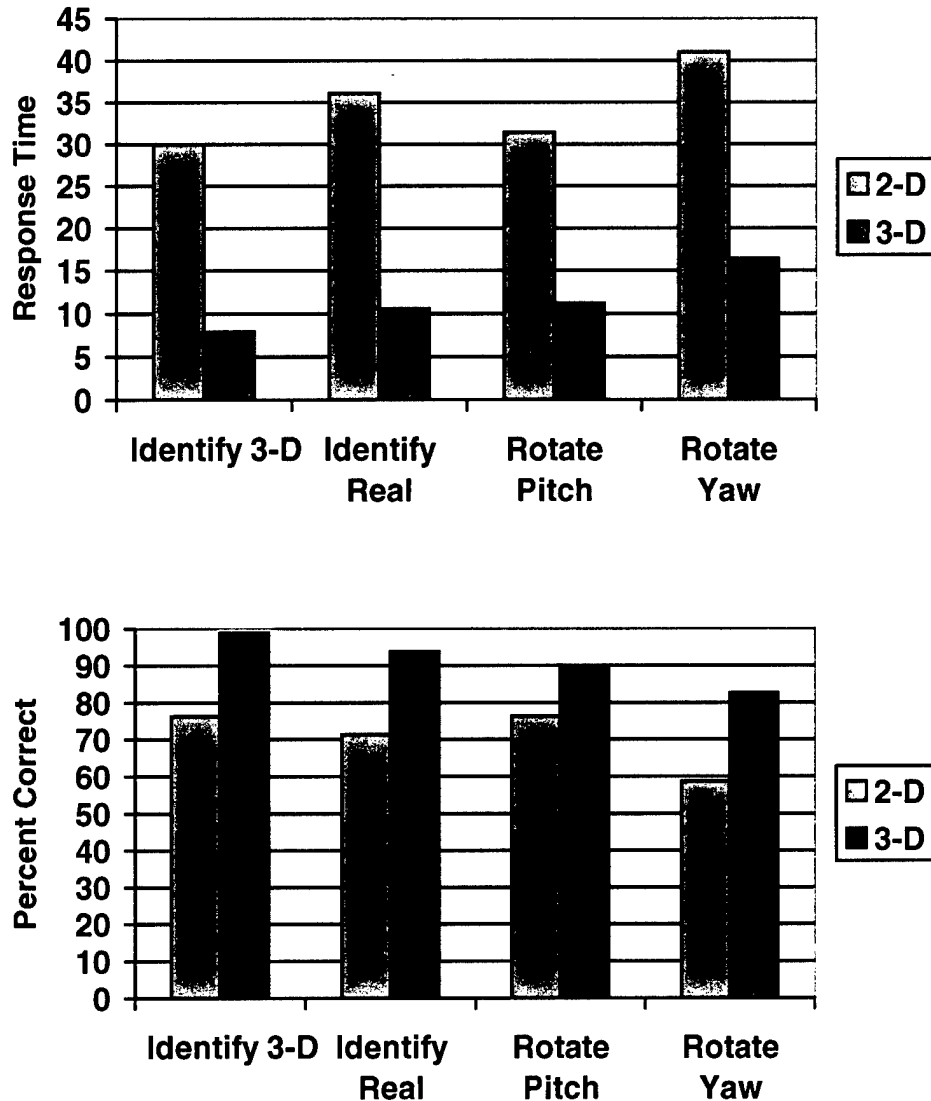 45
40
35
30
25
20
15
10
5
0
Response Time
Identify 3-D
Identify
Real
Rotate
Pitch
Rotate
Yaw
2-D
3-D
100
90
80
70
60
50
40
30
20
10
0
Percent Correct
Identify 3-D
Identify
Real
Rotate
Pitch
Rotate
Yaw
2-D
3-D